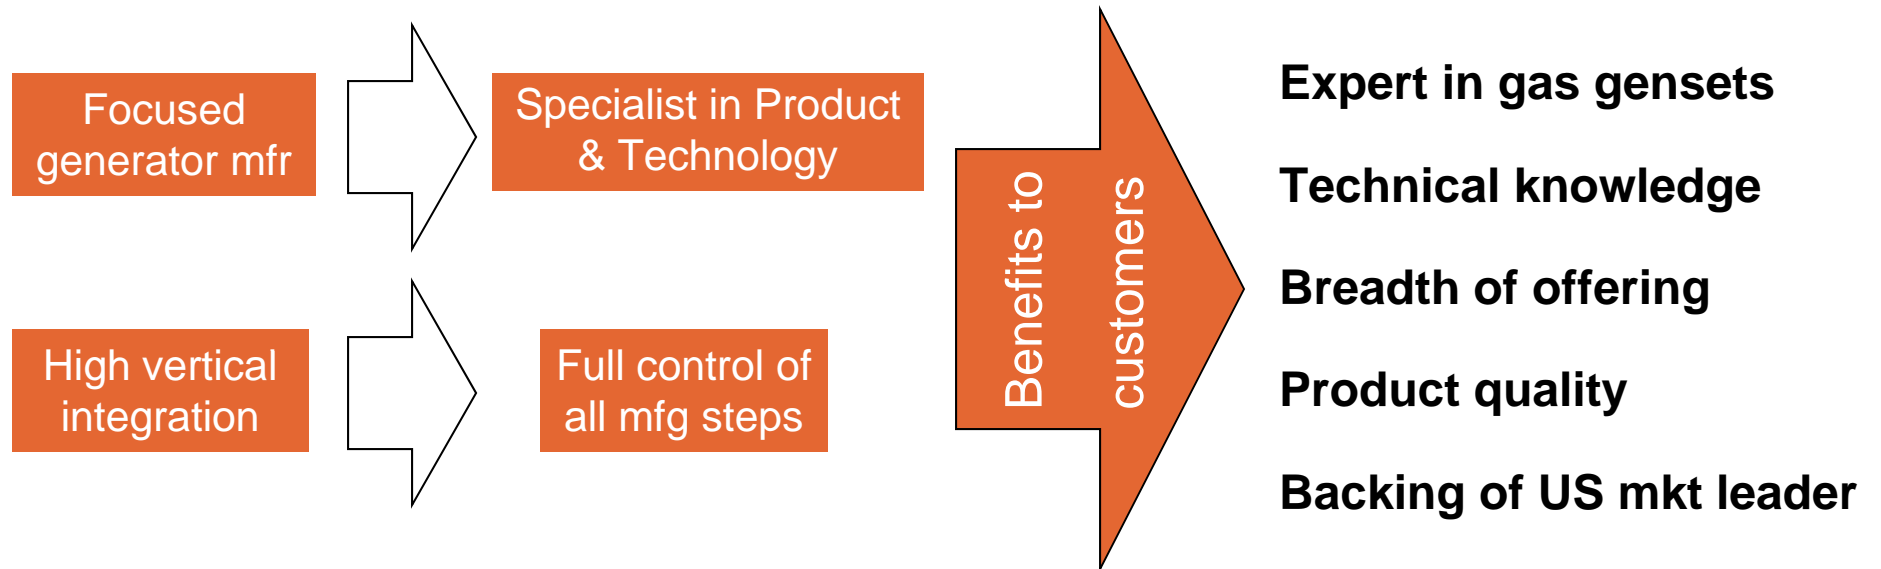 Focused
generator mfr
Specialist in Product
& Technology
High vertical
integration
Full control of
all mfg steps
Benefits to
customers
Expert in gas gensets
Technical knowledge
Breadth of offering
Product quality
Backing of US mkt leader